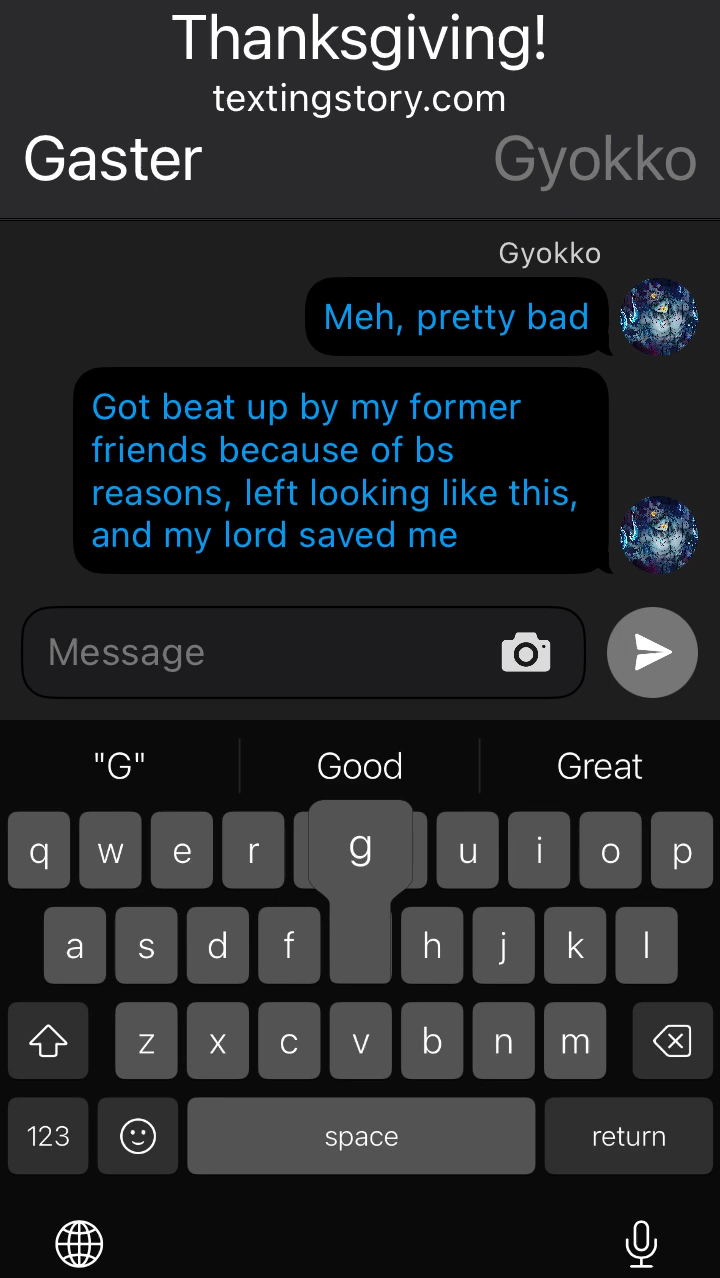 Thanksgiving!
textingstory.com
Gaster Gyokko
Gyokko
Meh, pretty bad
Got beat up by my former
friends because of bs
reasons, left looking like this,
and my lord saved me
Message
"G" Good Great
q w e r u i o p
g
a s d f h j k l
z x c v b n m
123 space return